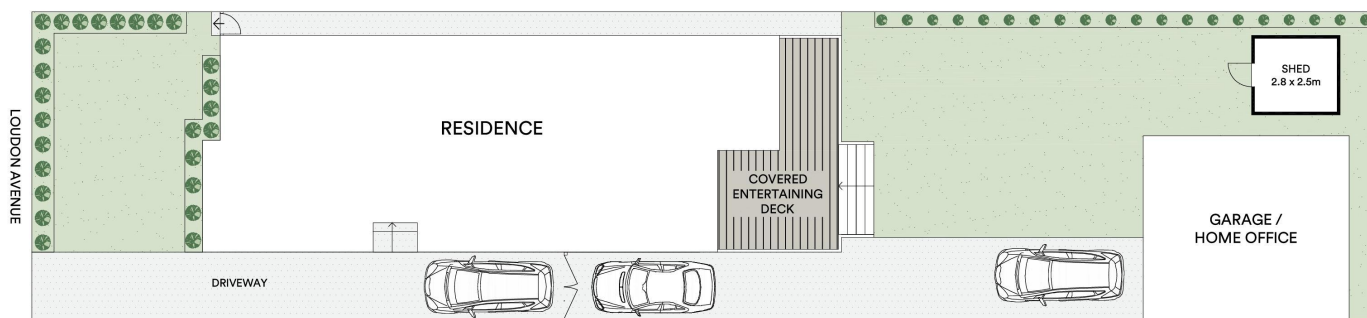 LOUDON AVENUE
RESIDENCE
COVERED
ENTERTAINING
DECK
SHED
2.8 x 2.5m
GARAGE /
HOME OFFICE
DRIVEWAY